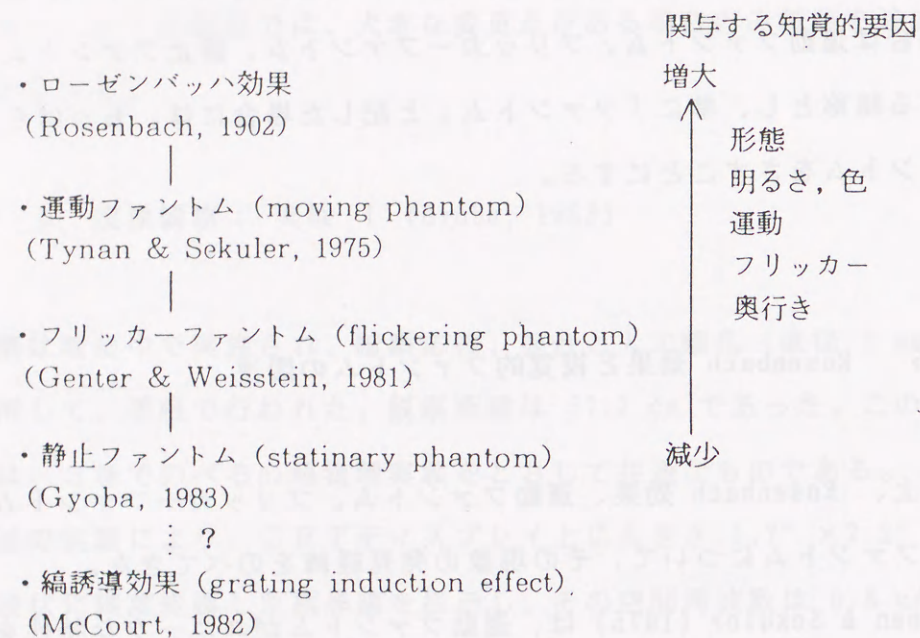 関与する知覚的要因
増大
・ローゼンバッハ効果
(Rosenbach, 1902)
・運動ファントム (moving phantom)
(Tynan & Sekuler, 1975)
・フリッカーファントム (flickering phantom)
(Genter & Weisstein, 1981)
・静止ファントム (statinary phantom)
(Gyoba, 1983)
?
・縞誘導効果 (grating induction effect)
(McCourt, 1982)
形態
明るさ, 色
運動
フリッカー
奥行き
減少